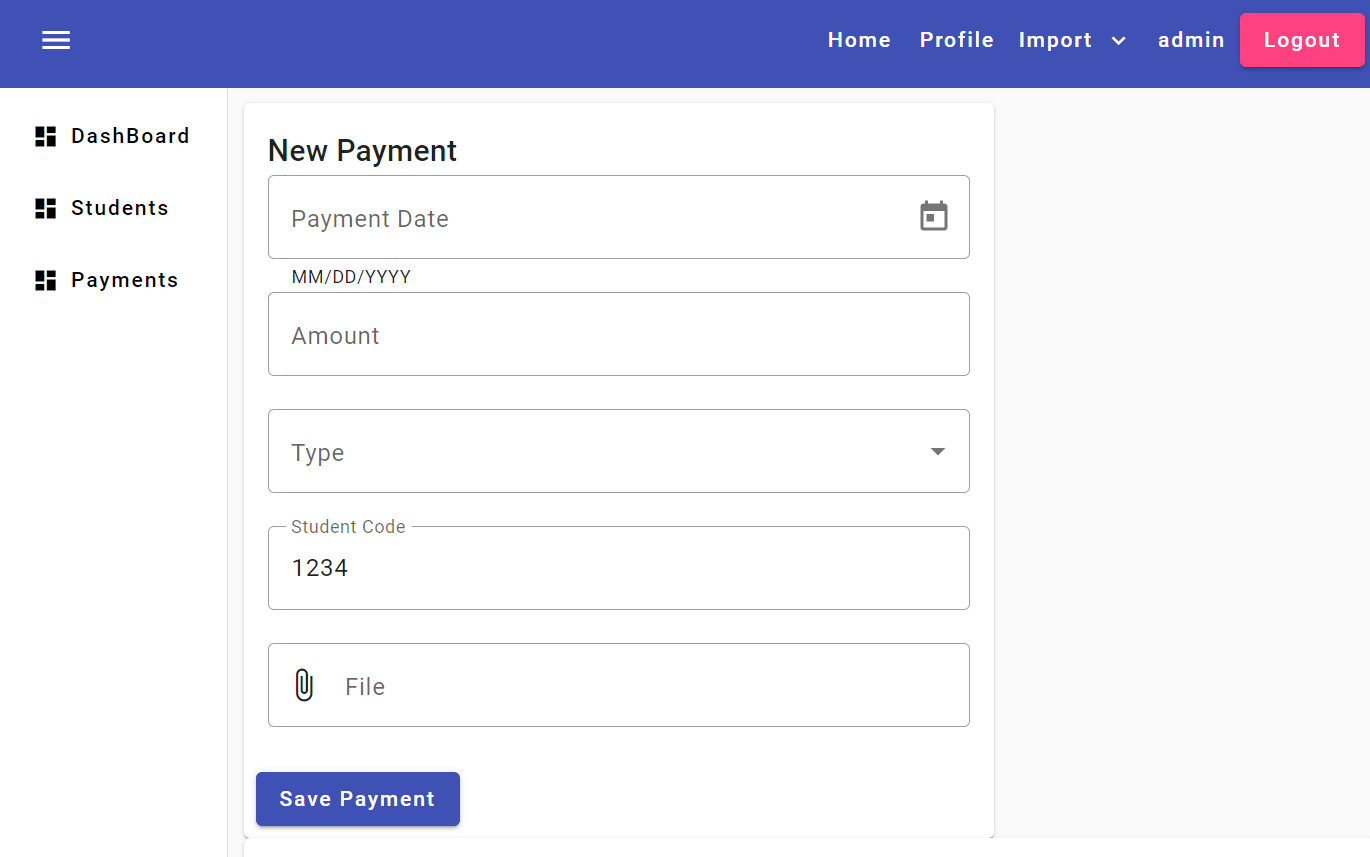 Home Profile Import admin Logout
DashBoard
Students
Payments
New Payment
Payment Date
MM/DD/YYYY
Amount
Type
Student Code
1234
File
Save Payment